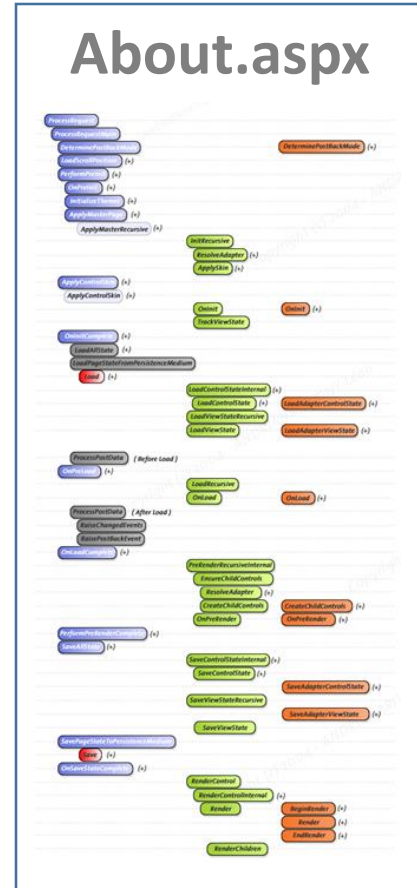 About.aspx
ProcessRequest
ProcessRequestMain
DeterminePostBackMode DeterminePostBackMode (+)
LoadScrollPosition (+)
PerformPreInit (+)
OnPreInit (+)
InitializeThemes (+)
ApplyMasterPage (+)
ApplyMasterRecursive (+)
InitRecursive
ResolveAdapter (+)
ApplySkin (+)
ApplyControlSkin (+)
ApplyControlSkin (+)
OnInit OnInit (+)
TrackViewState
OnInitComplete (+)
LoadAllState (+)
LoadPageStateFromPersistenceMedium
Load (+)
LoadControlStateInternal (+)
LoadControlState (+) LoadAdapterControlState (+)
LoadViewStateRecursive
LoadViewState LoadAdapterViewState (+)
ProcessPostData ( Before Load )
OnPreLoad (+)
LoadRecursive
OnLoad OnLoad (+)
ProcessPostData ( After Load )
RaiseChangedEvents
RaisePostBackEvent
OnLoadComplete (+)
PreRenderRecursiveInternal
EnsureChildControls
ResolveAdapter (+)
CreateChildControls CreateChildControls (+)
OnPreRender OnPreRender (+)
PerformPreRenderComplete (+)
SaveAllState (+)
SaveControlStateInternal (+)
SaveControlState (+)
SaveAdapterControlState (+)
SaveViewStateRecursive
SaveAdapterViewState (+)
SaveViewState
SavePageStateToPersistenceMedium
Save (+)
OnSaveStateComplete (+)
RenderControl
RenderControlInternal (+)
Render BeginRender (+)
Render (+)
EndRender (+)
RenderChildren